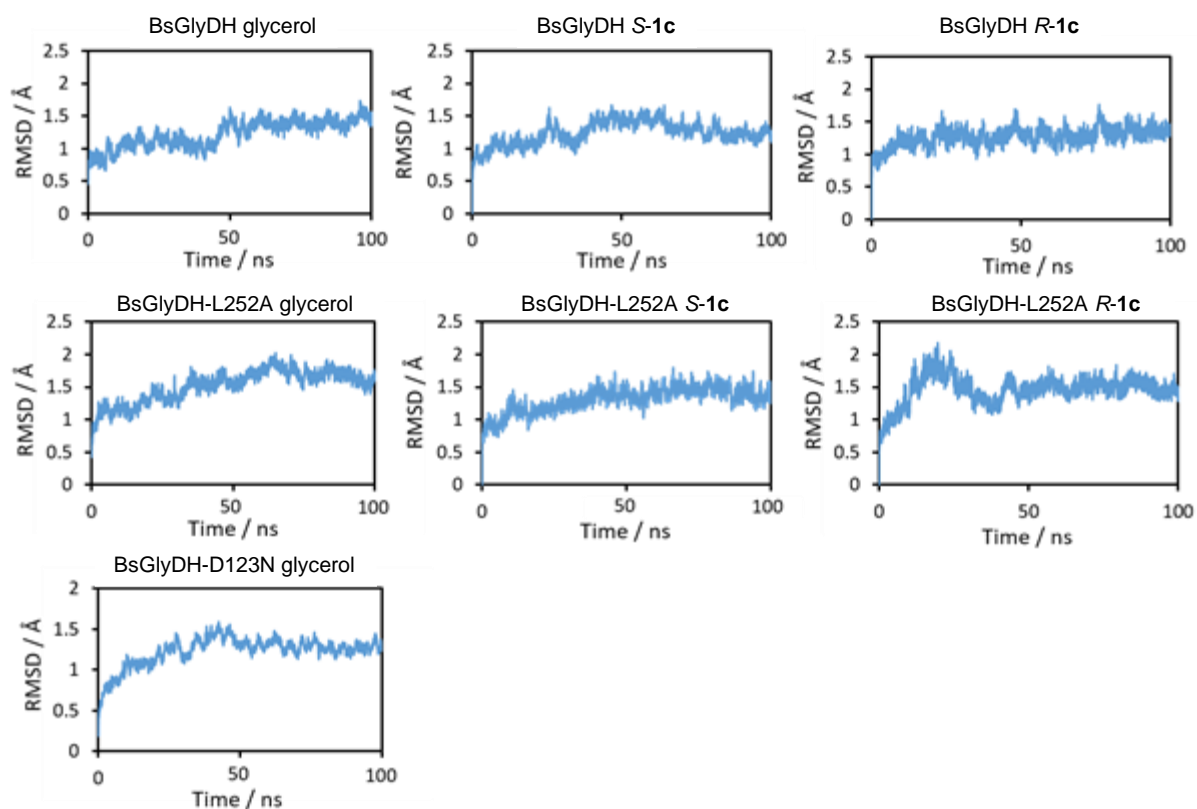 BsGlyDH glycerol
2.5
2
1.5
1
0.5
0
RMSD / Å
0 50 100
Time / ns
BsGlyDH S-1c
2.5
2
1.5
1
0.5
0
RMSD / Å
0 50 100
Time / ns
BsGlyDH R-1c
2.5
2
1.5
1
0.5
0
RMSD / Å
0 50 100
Time / ns
BsGlyDH-L252A glycerol
2.5
2
1.5
1
0.5
0
RMSD / Å
0 50 100
Time / ns
BsGlyDH-L252A S-1c
2.5
2
1.5
1
0.5
0
RMSD / Å
0 50 100
Time / ns
BsGlyDH-L252A R-1c
2.5
2
1.5
1
0.5
0
RMSD / Å
0 50 100
Time / ns
BsGlyDH-D123N glycerol
2
1.5
1
0.5
0
RMSD / Å
0 50 100
Time / ns